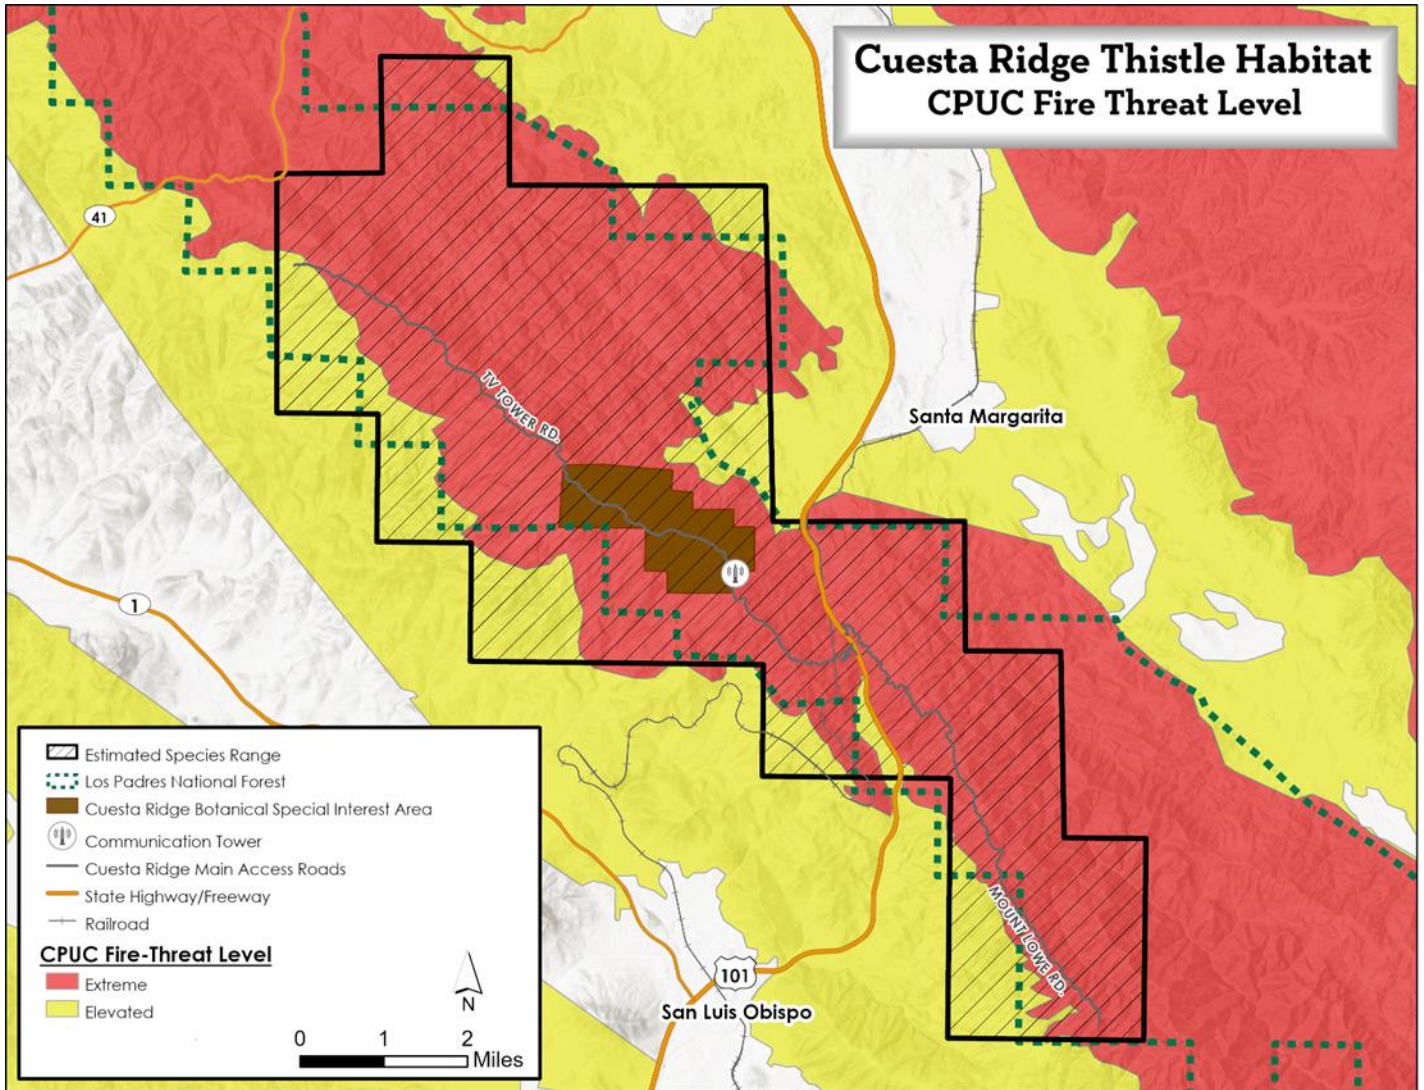 Cuesta Ridge Thistle Habitat
CPUC Fire Threat Level
41
TV TOWER RD.
Santa Margarita
1
Estimated Species Range
Los Padres National Forest
Cuesta Ridge Botanical Special Interest Area
Communication Tower
Cuesta Ridge Main Access Roads
State Highway/Freeway
Railroad
CPUC Fire-Threat Level
Extreme
Elevated
N
0 1 2
Miles
MOUNT LOWE RD.
101
San Luis Obispo